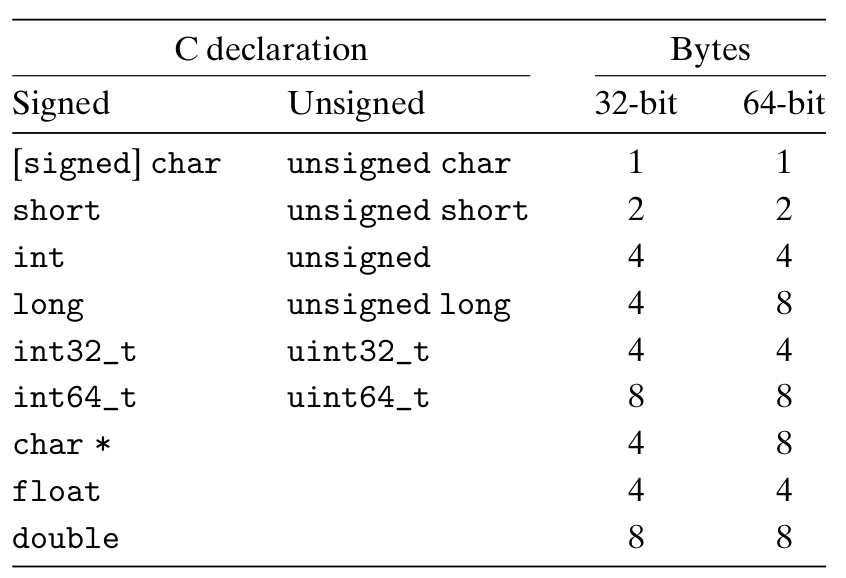 C declaration Bytes
Signed Unsigned 32-bit 64-bit
[signed] char unsigned char 1 1
short unsigned short 2 2
int unsigned 4 4
long unsigned long 4 8
int32_t uint32_t 4 4
int64_t uint64_t 8 8
char * 4 8
float 4 4
double 8 8